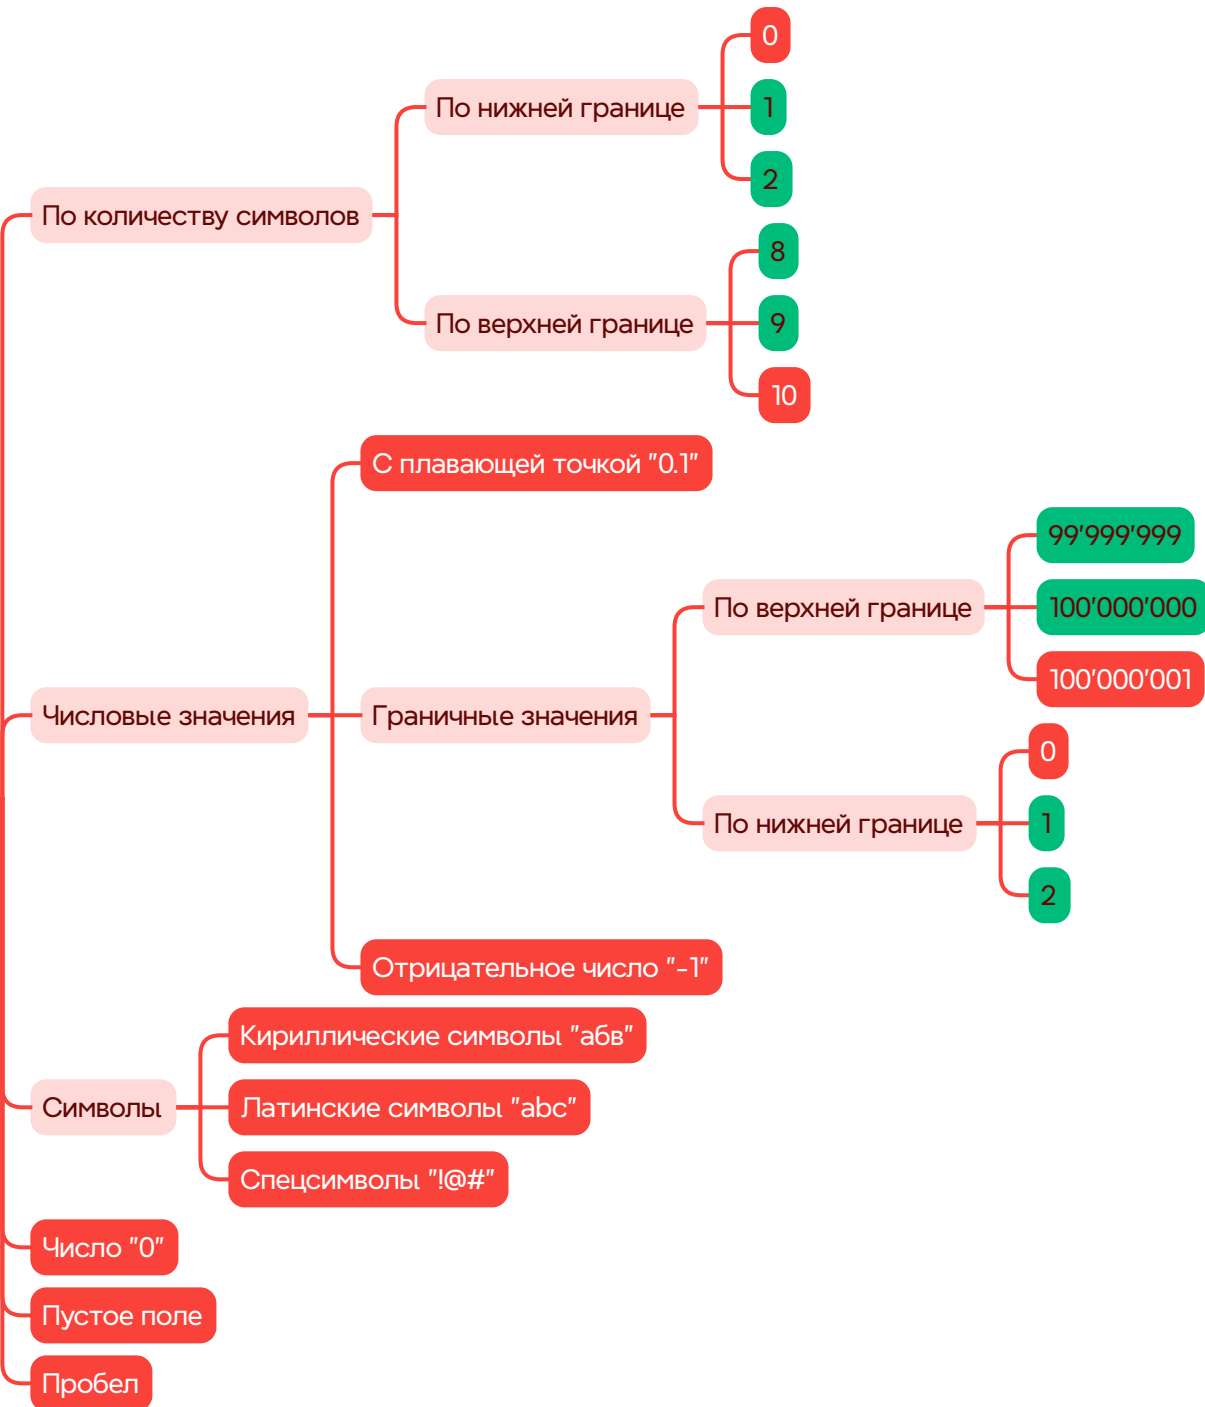 По количеству символов
По нижней границе
0
1
2
По верхней границе
8
9
10
Числовые значения
С плавающей точкой "0.1"
Граничные значения
По верхней границе
99'999'999
100'000'000
100'000'001
По нижней границе
0
1
2
Отрицательное число "-1"
Символы
Кириллические символы "абв"
Латинские символы "abc"
Спецсимволы "!@#"
Число "0"
Пустое поле
Пробел